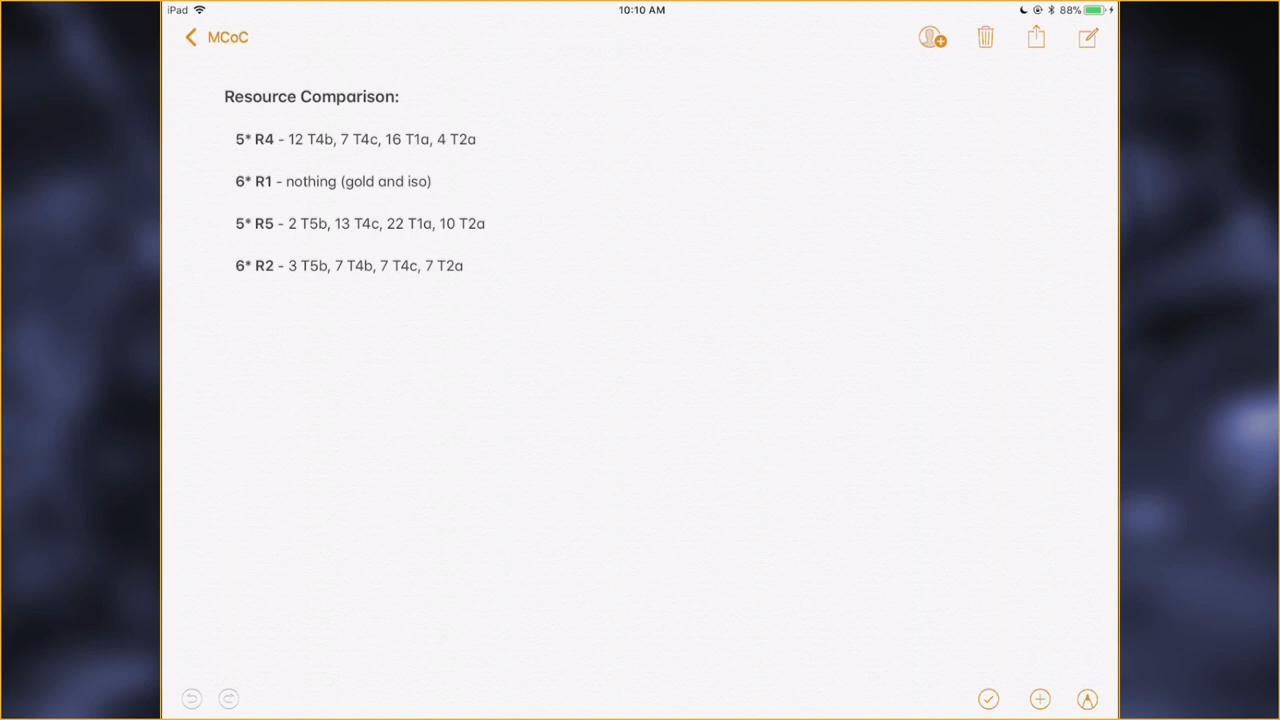 iPad 10:10 AM 88%
MCoC
Resource Comparison:
5* R4 - 12 T4b, 7 T4c, 16 T1a, 4 T2a
6* R1 - nothing (gold and iso)
5* R5 - 2 T5b, 13 T4c, 22 T1a, 10 T2a
6* R2 - 3 T5b, 7 T4b, 7 T4c, 7 T2a